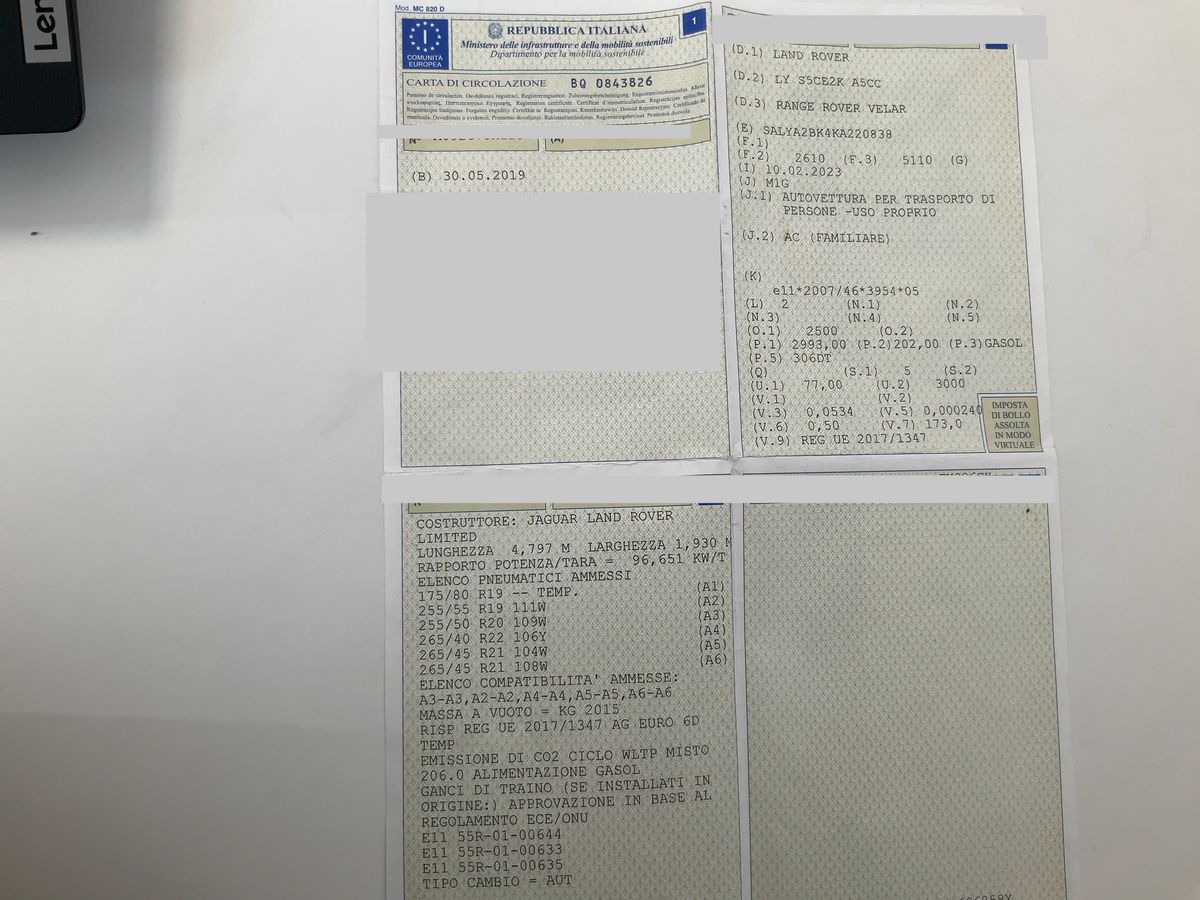 Len
Mod. MC 820 D
REPUBBLICA ITALIANA
Ministero delle infrastrutture e della mobilità sostenibili
Dipartimento per la mobilità sostenibile
1
I
COMUNITÀ
EUROPEA
CARTA DI CIRCOLAZIONE BQ 0843826
N°
(A)
(B) 30.05.2019
(D.1) LAND ROVER
(D.2) LY S5CE2K A5CC
(D.3) RANGE ROVER VELAR
(E) SALYA2BK4KA220838
(F.1)
(F.2) 2610 (F.3) 5110 (G)
(I) 10.02.2023
(J) M1G
(J.1) AUTOVETTURA PER TRASPORTO DI
PERSONE -USO PROPRIO
(J.2) AC (FAMILIARE)
(K)
e11*2007/46*3954*05
(L) 2 (N.1) (N.2)
(N.3) (N.4) (N.5)
(O.1) 2500 (O.2)
(P.1) 2993,00 (P.2)202,00 (P.3)GASOL
(P.5) 306DT
(Q) (S.1) 5 (S.2)
(U.1) 77,00 (U.2) 3000
(V.1) (V.2)
(V.3) 0,0534 (V.5) 0,000240
(V.6) 0,50 (V.7) 173,0
(V.9) REG UE 2017/1347
IMPOSTA
DI BOLLO
ASSOLTA
IN MODO
VIRTUALE
COSTRUTTORE: JAGUAR LAND ROVER
LIMITED
LUNGHEZZA 4,797 M LARGHEZZA 1,930 M
RAPPORTO POTENZA/TARA = 96,651 KW/T
ELENCO PNEUMATICI AMMESSI
175/80 R19 -- TEMP. (A1)
255/55 R19 111W (A2)
255/50 R20 109W (A3)
265/40 R22 106Y (A4)
265/45 R21 104W (A5)
265/45 R21 108W (A6)
ELENCO COMPATIBILITA' AMMESSE:
A3-A3,A2-A2,A4-A4,A5-A5,A6-A6
MASSA A VUOTO = KG 2015
RISP REG UE 2017/1347 AG EURO 6D
TEMP
EMISSIONE DI CO2 CICLO WLTP MISTO
206.0 ALIMENTAZIONE GASOL
GANCI DI TRAINO (SE INSTALLATI IN
ORIGINE:) APPROVAZIONE IN BASE AL
REGOLAMENTO ECE/ONU
E11 55R-01-00644
E11 55R-01-00633
E11 55R-01-00635
TIPO CAMBIO = AUT